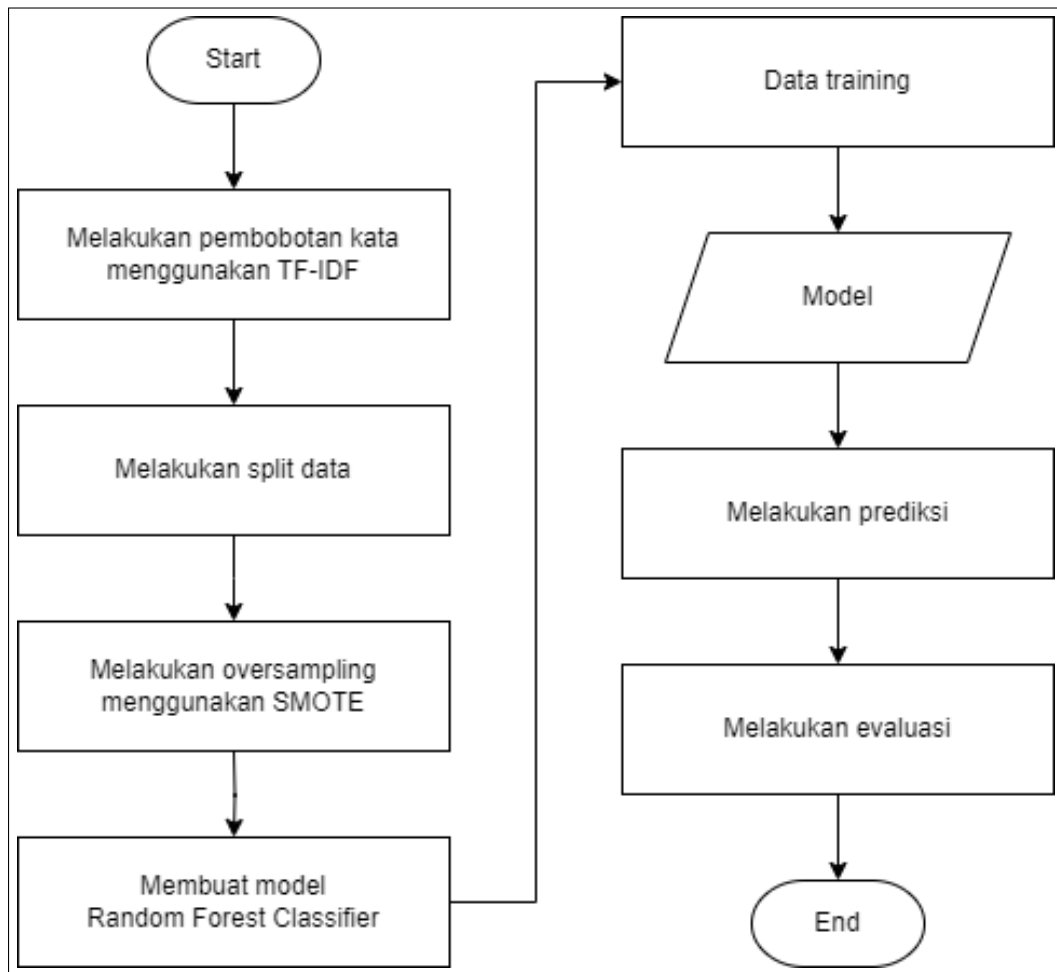 Start
Melakukan pembobotan kata
menggunakan TF-IDF
Melakukan split data
Melakukan oversampling
menggunakan SMOTE
Membuat model
Random Forest Classifier
Data training
Model
Melakukan prediksi
Melakukan evaluasi
End